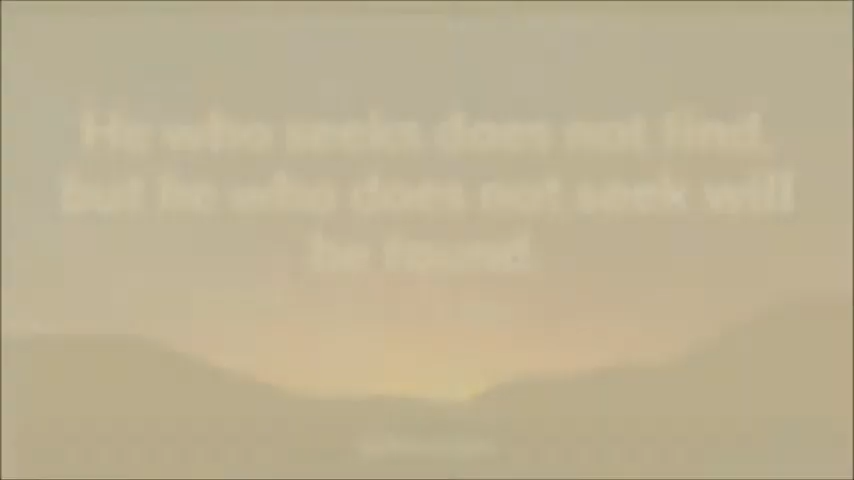 He who seeks does not find,
but he who does not seek will
be found